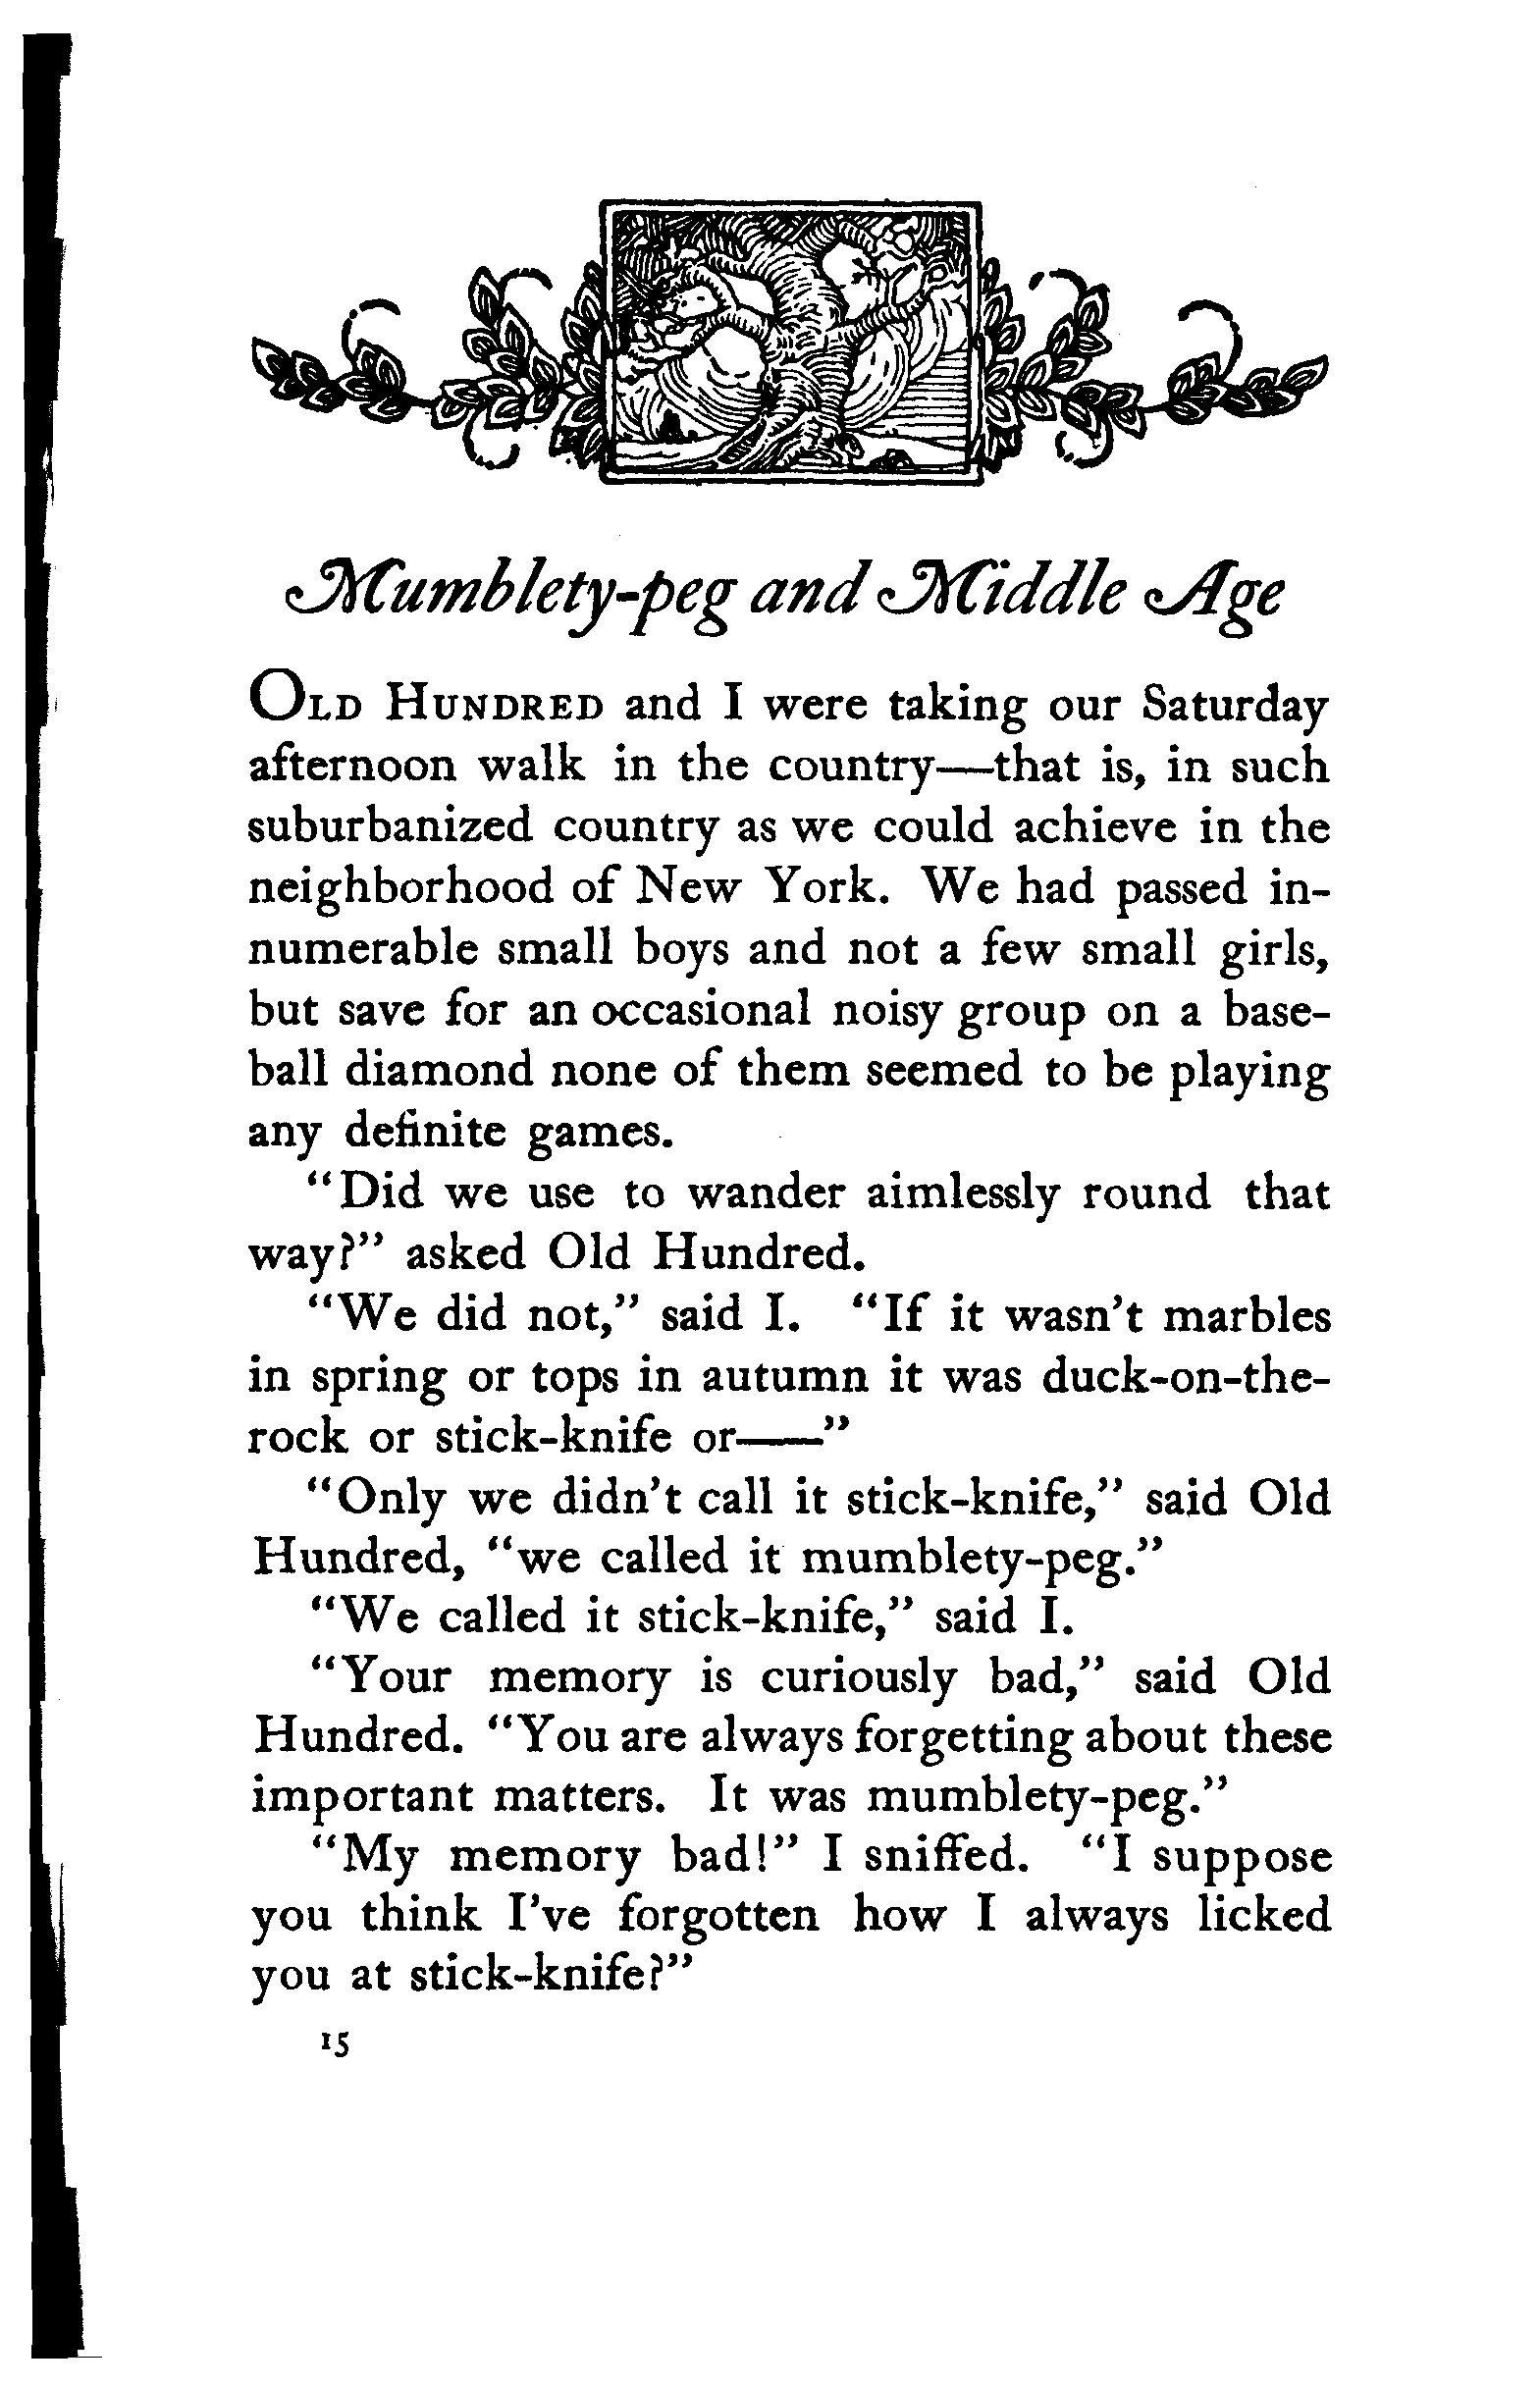 Mumblety-peg and Middle Age
OLD HUNDRED and I were taking our Saturday
afternoon walk in the country—that is, in such
suburbanized country as we could achieve in the
neighborhood of New York. We had passed in-
numerable small boys and not a few small girls,
but save for an occasional noisy group on a base-
ball diamond none of them seemed to be playing
any definite games.
“Did we use to wander aimlessly round that
way?” asked Old Hundred.
“We did not,” said I. “If it wasn’t marbles
in spring or tops in autumn it was duck-on-the-
rock or stick-knife or——”
“Only we didn’t call it stick-knife,” said Old
Hundred, “we called it mumblety-peg.”
“We called it stick-knife,” said I.
“Your memory is curiously bad,” said Old
Hundred. “You are always forgetting about these
important matters. It was mumblety-peg.”
“My memory bad!” I sniffed. “I suppose
you think I’ve forgotten how I always licked
you at stick-knife?”
15